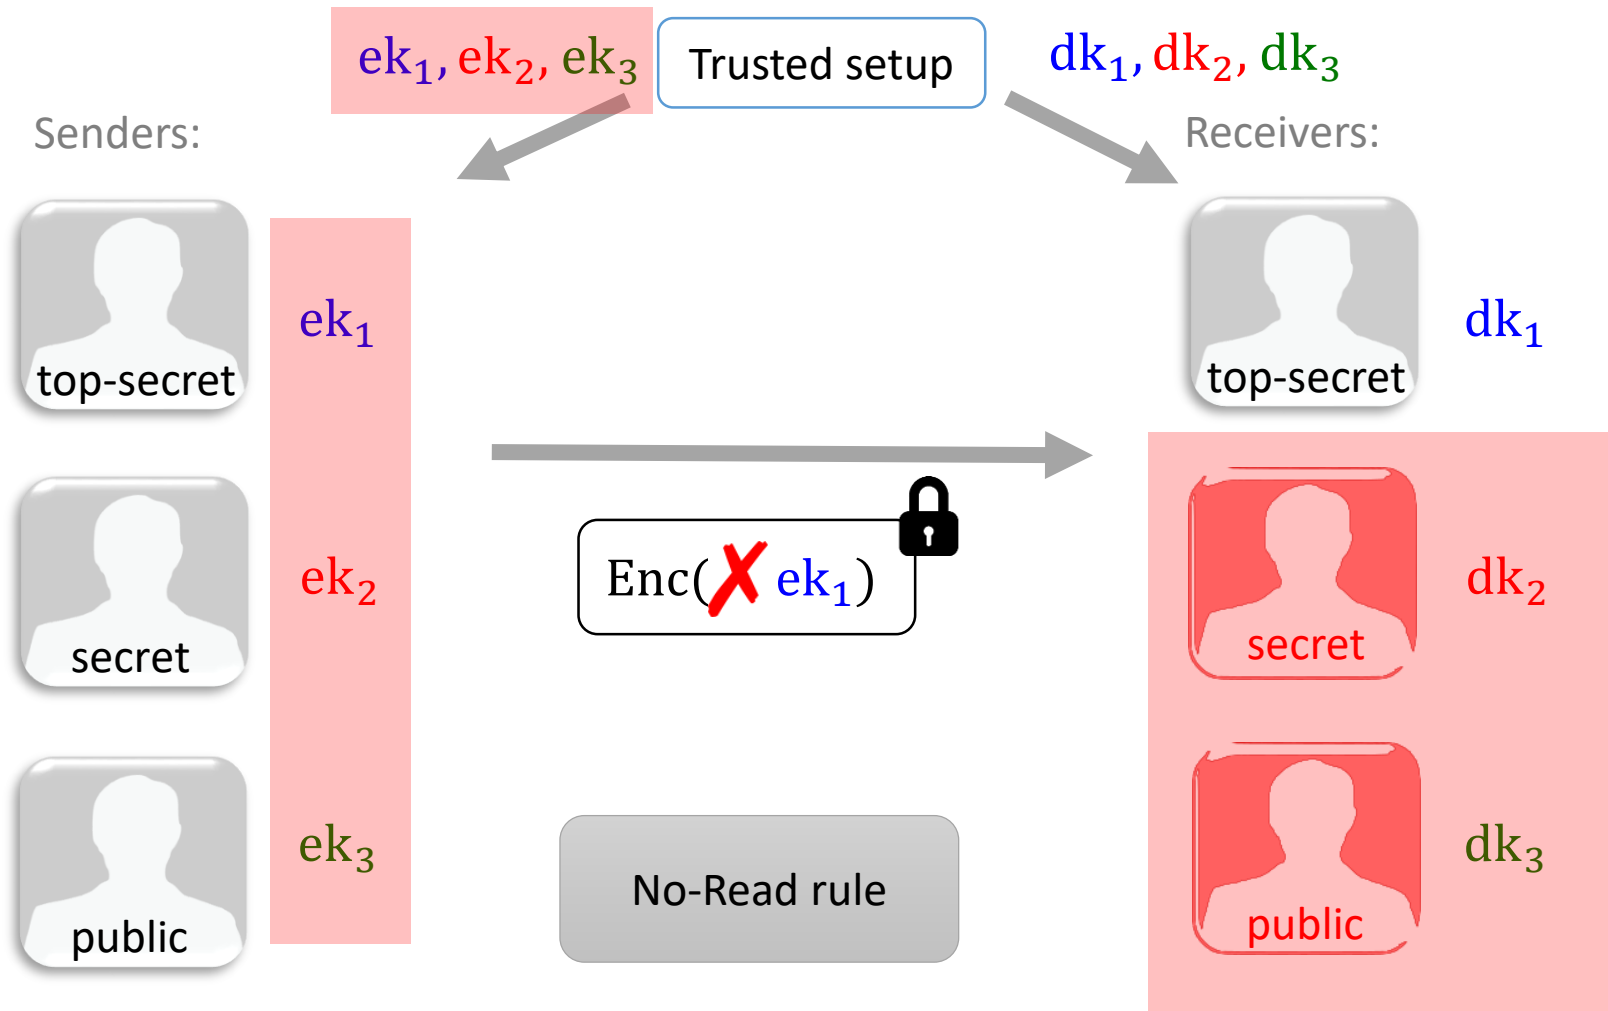 ek₁, ek₂, ek₃
Trusted setup
dk₁, dk₂, dk₃
Senders:
Receivers:
top-secret
ek₁
top-secret
dk₁
Enc(✗ ek₁)
secret
ek₂
secret
dk₂
No-Read rule
public
ek₃
public
dk₃